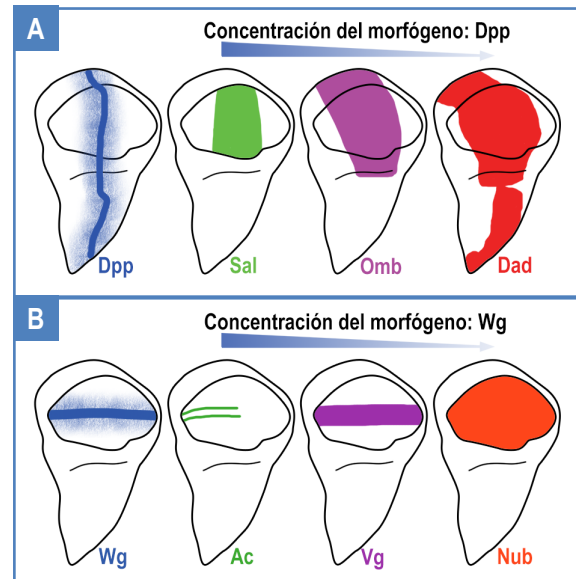 A
Concentración del morfógeno: Dpp
Dpp
Sal
Omb
Dad
B
Concentración del morfógeno: Wg
Wg
Ac
Vg
Nub